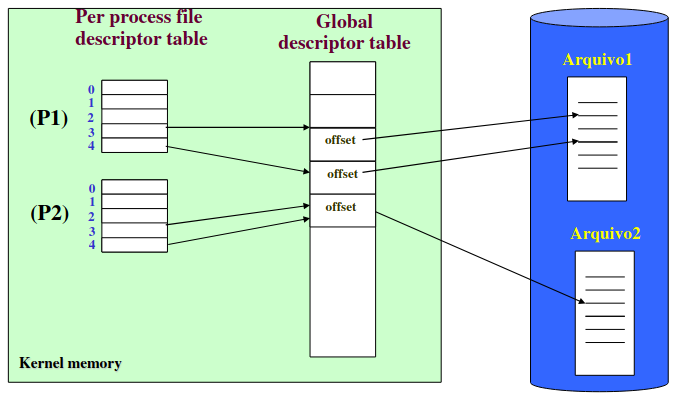 Per process file
descriptor table
Global
descriptor table
Arquivo1
(P1)
0
1
2
3
4
offset
offset
(P2)
0
1
2
3
4
offset
Arquivo2
Kernel memory